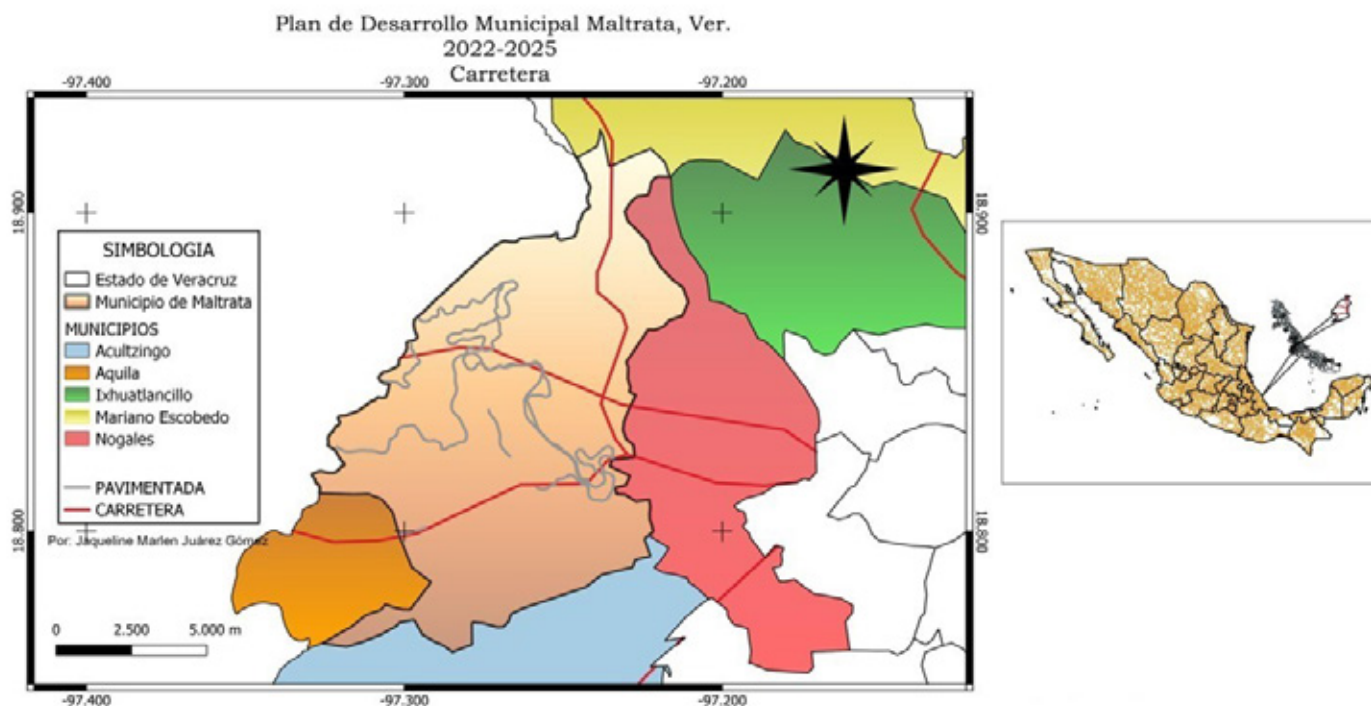 Plan de Desarrollo Municipal Maltrata, Ver.
2022-2025
Carretera
-97.400 -97.300 -97.200
18.900 18.900
SIMBOLOGIA
Estado de Veracruz
Municipio de Maltrata
MUNICIPIOS
Acultzingo
Aquila
Ixhuatlancillo
Mariano Escobedo
Nogales
PAVIMENTADA
CARRETERA
18.800 18.800
Por: Jaqueline Marlen Juárez Gómez
0 2.500 5.000 m
-97.400 -97.300 -97.200